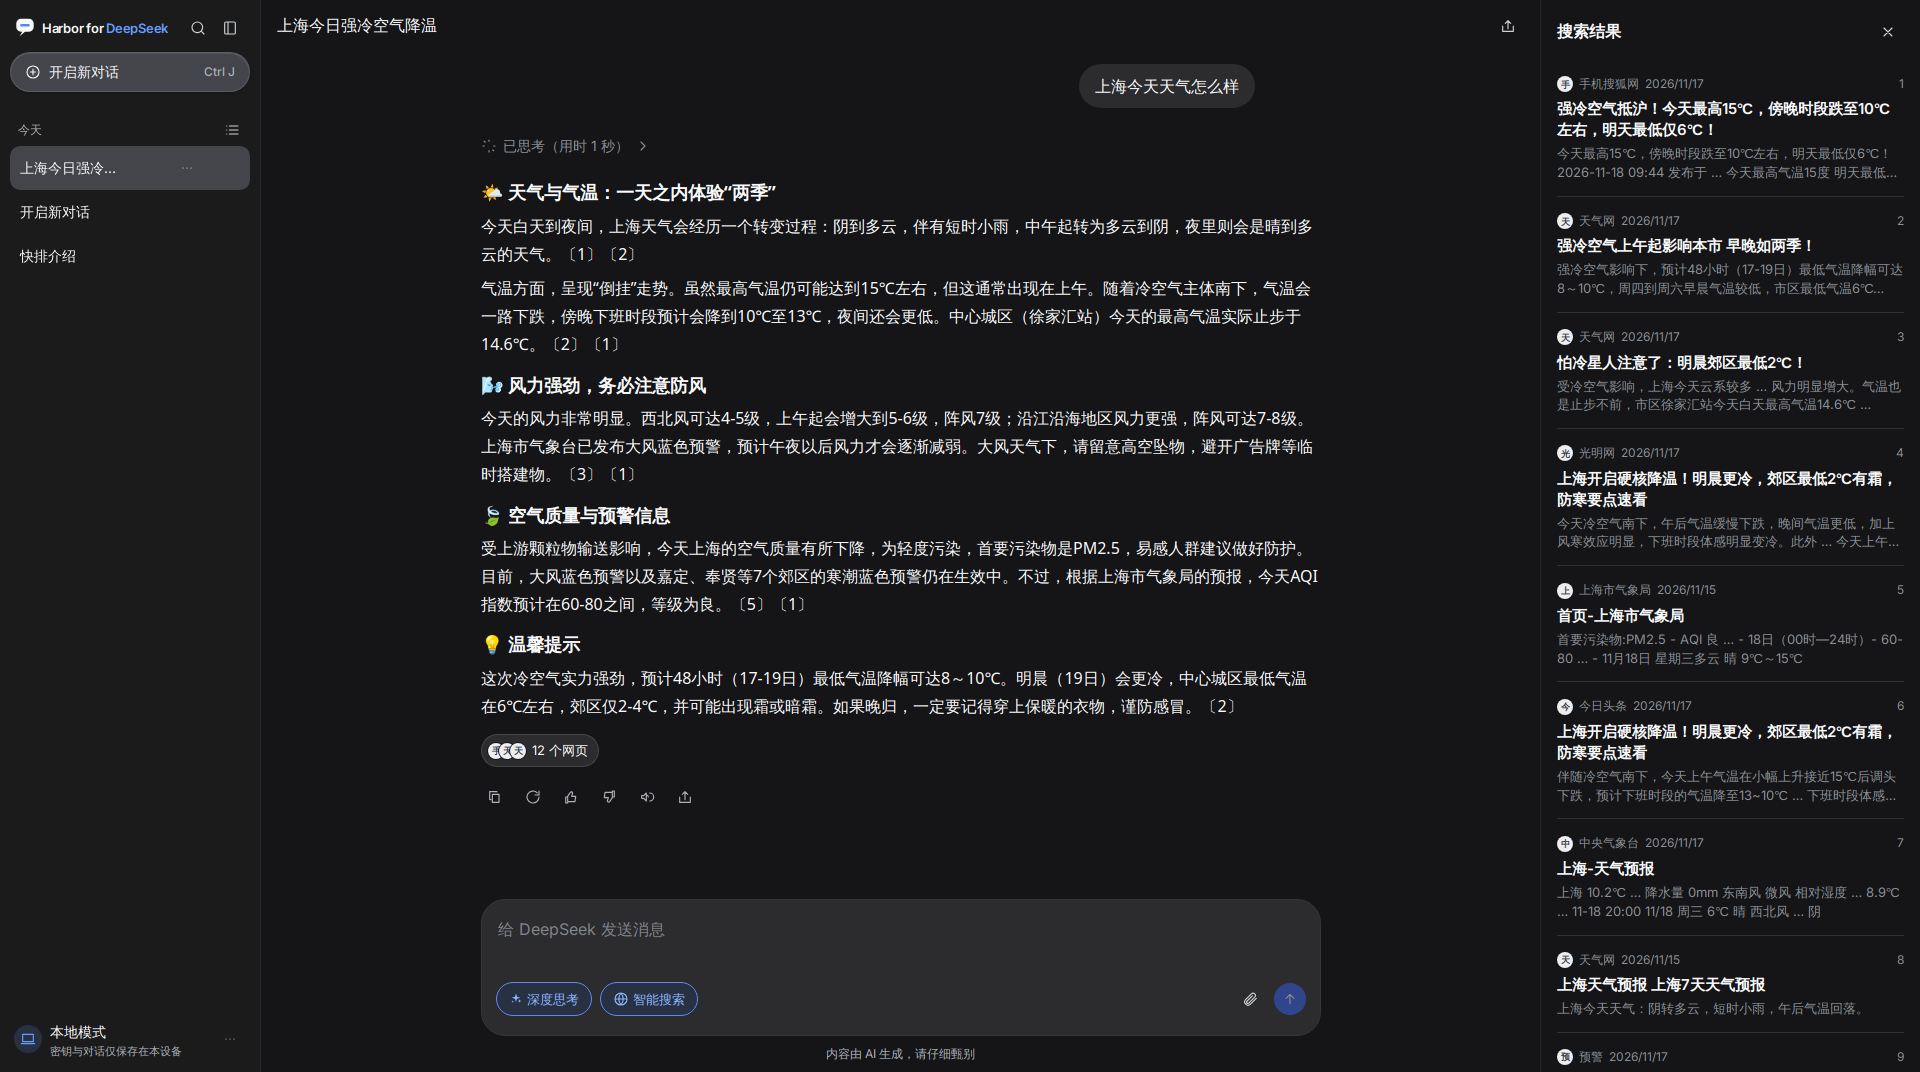 Harbor for DeepSeek
开启新对话 Ctrl J
今天
上海今日强冷...
开启新对话
快排介绍
本地模式
密钥与对话仅保存在本设备
上海今日强冷空气降温
上海今天天气怎么样
已思考（用时 1 秒）
🌤️ 天气与气温：一天之内体验“两季”
今天白天到夜间，上海天气会经历一个转变过程：阴到多云，伴有短时小雨，中午起转为多云到阴，夜里则会是晴到多
云的天气。〔1〕〔2〕
气温方面，呈现“倒挂”走势。虽然最高气温仍可能达到15℃左右，但这通常出现在上午。随着冷空气主体南下，气温会
一路下跌，傍晚下班时段预计会降到10℃至13℃，夜间还会更低。中心城区（徐家汇站）今天的最高气温实际止步于
14.6℃。〔2〕〔1〕
🌬️ 风力强劲，务必注意防风
今天的风力非常明显。西北风可达4-5级，上午起会增大到5-6级，阵风7级；沿江沿海地区风力更强，阵风可达7-8级。
上海市气象台已发布大风蓝色预警，预计午夜以后风力才会逐渐减弱。大风天气下，请留意高空坠物，避开广告牌等临
时搭建物。〔3〕〔1〕
🍃 空气质量与预警信息
受上游颗粒物输送影响，今天上海的空气质量有所下降，为轻度污染，首要污染物是PM2.5，易感人群建议做好防护。
目前，大风蓝色预警以及嘉定、奉贤等7个郊区的寒潮蓝色预警仍在生效中。不过，根据上海市气象局的预报，今天AQI
指数预计在60-80之间，等级为良。〔5〕〔1〕
💡 温馨提示
这次冷空气实力强劲，预计48小时（17-19日）最低气温降幅可达8～10℃。明晨（19日）会更冷，中心城区最低气温
在6℃左右，郊区仅2-4℃，并可能出现霜或暗霜。如果晚归，一定要记得穿上保暖的衣物，谨防感冒。〔2〕
手天天 12 个网页
给 DeepSeek 发送消息
深度思考 智能搜索
内容由 AI 生成，请仔细甄别
搜索结果
手 手机搜狐网 2026/11/17 1
强冷空气抵沪！今天最高15℃，傍晚时段跌至10℃
左右，明天最低仅6℃！
今天最高15℃，傍晚时段跌至10℃左右，明天最低仅6℃！
2026-11-18 09:44 发布于 ... 今天最高气温15度 明天最低...
天 天气网 2026/11/17 2
强冷空气上午起影响本市 早晚如两季！
强冷空气影响下，预计48小时（17-19日）最低气温降幅可达
8～10℃，周四到周六早晨气温较低，市区最低气温6℃...
天 天气网 2026/11/17 3
怕冷星人注意了：明晨郊区最低2℃！
受冷空气影响，上海今天云系较多 ... 风力明显增大。气温也
是止步不前，市区徐家汇站今天白天最高气温14.6℃ ...
光 光明网 2026/11/17 4
上海开启硬核降温！明晨更冷，郊区最低2℃有霜，
防寒要点速看
今天冷空气南下，午后气温缓慢下跌，晚间气温更低，加上
风寒效应明显，下班时段体感明显变冷。此外 ... 今天上午...
上 上海市气象局 2026/11/15 5
首页-上海市气象局
首要污染物:PM2.5 - AQI 良 ... - 18日（00时—24时）- 60-
80 ... - 11月18日 星期三多云 晴 9℃～15℃
今 今日头条 2026/11/17 6
上海开启硬核降温！明晨更冷，郊区最低2℃有霜，
防寒要点速看
伴随冷空气南下，今天上午气温在小幅上升接近15℃后调头
下跌，预计下班时段的气温降至13~10℃ ... 下班时段体感...
中 中央气象台 2026/11/17 7
上海-天气预报
上海 10.2℃ ... 降水量 0mm 东南风 微风 相对湿度 ... 8.9℃
... 11-18 20:00 11/18 周三 6℃ 晴 西北风 ... 阴
天 天气网 2026/11/15 8
上海天气预报 上海7天天气预报
上海今天天气：阴转多云，短时小雨，午后气温回落。
预 预警 2026/11/17 9